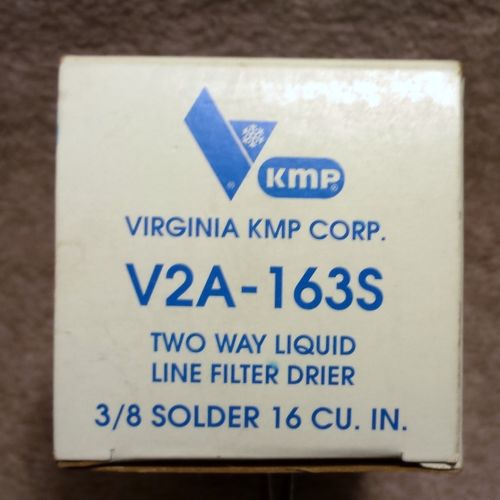 KMP
VIRGINIA KMP CORP.
V2A-163S
TWO WAY LIQUID
LINE FILTER DRIER
3/8 SOLDER 16 CU. IN.